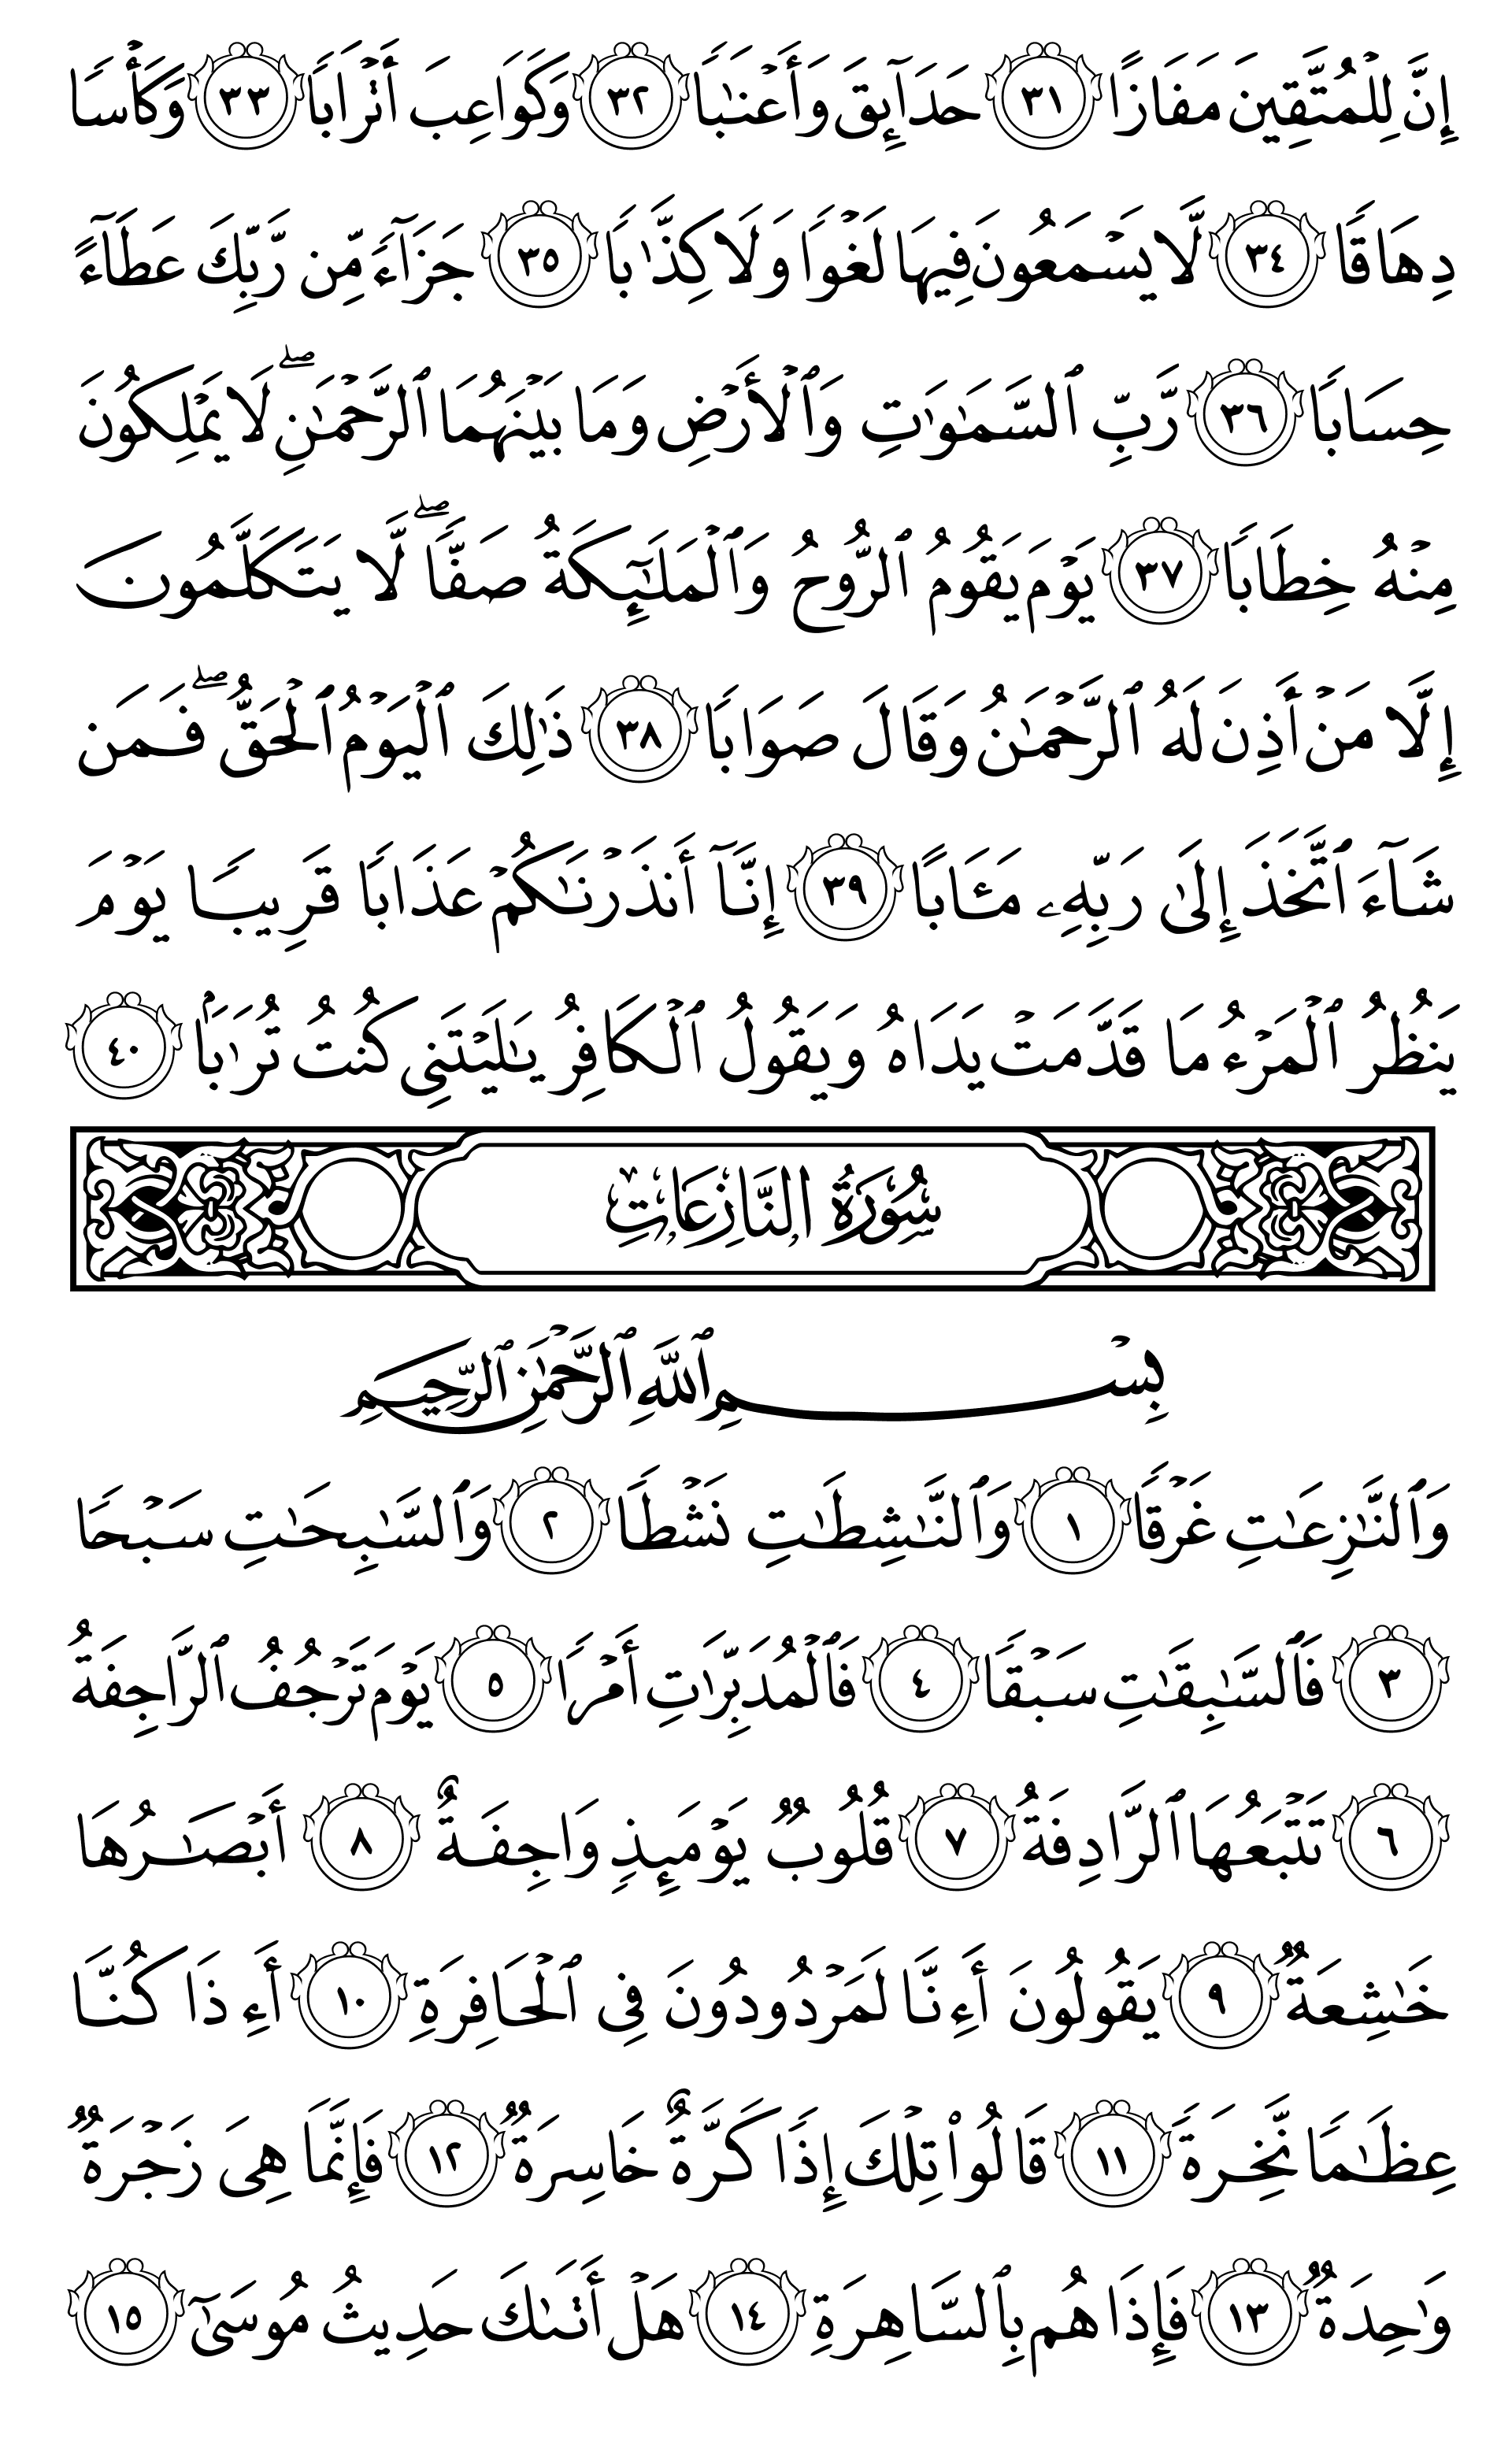 إِنَّ لِلْمُتَّقِينَ مَفَازًا ٣١ حَدَآئِقَ وَأَعْنَـٰبًا ٣٢ وَكَوَاعِبَ أَتْرَابًا ٣٣ وَكَأْسًا
دِهَاقًا ٣٤ لَّا يَسْمَعُونَ فِيهَا لَغْوًا وَلَا كِذَّٰبًا ٣٥ جَزَآءً مِّن رَّبِّكَ عَطَآءً
حِسَابًا ٣٦ رَّبِّ ٱلسَّمَـٰوَٰتِ وَٱلْأَرْضِ وَمَا بَيْنَهُمَا ٱلرَّحْمَـٰنِ ۖ لَا يَمْلِكُونَ
مِنْهُ خِطَابًا ٣٧ يَوْمَ يَقُومُ ٱلرُّوحُ وَٱلْمَلَـٰٓئِكَةُ صَفًّا ۖ لَّا يَتَكَلَّمُونَ
إِلَّا مَنْ أَذِنَ لَهُ ٱلرَّحْمَـٰنُ وَقَالَ صَوَابًا ٣٨ ذَٰلِكَ ٱلْيَوْمُ ٱلْحَقُّ ۖ فَمَن
شَآءَ ٱتَّخَذَ إِلَىٰ رَبِّهِۦ مَـَٔابًا ٣٩ إِنَّآ أَنذَرْنَـٰكُمْ عَذَابًا قَرِيبًا يَوْمَ
يَنظُرُ ٱلْمَرْءُ مَا قَدَّمَتْ يَدَاهُ وَيَقُولُ ٱلْكَافِرُ يَـٰلَيْتَنِى كُنتُ تُرَٰبًۢا ٤٠
سُورَةُ النَّازِعَاتِ
بِسْمِ ٱللَّهِ ٱلرَّحْمَـٰنِ ٱلرَّحِيمِ
وَٱلنَّـٰزِعَـٰتِ غَرْقًا ١ وَٱلنَّـٰشِطَـٰتِ نَشْطًا ٢ وَٱلسَّـٰبِحَـٰتِ سَبْحًا
٣ فَٱلسَّـٰبِقَـٰتِ سَبْقًا ٤ فَٱلْمُدَبِّرَٰتِ أَمْرًا ٥ يَوْمَ تَرْجُفُ ٱلرَّاجِفَةُ
٦ تَتْبَعُهَا ٱلرَّادِفَةُ ٧ قُلُوبٌ يَوْمَئِذٍ وَاجِفَةٌ ٨ أَبْصَـٰرُهَا
خَـٰشِعَةٌ ٩ يَقُولُونَ أَءِنَّا لَمَرْدُودُونَ فِى ٱلْحَافِرَةِ ١٠ أَءِذَا كُنَّا
عِظَـٰمًا نَّخِرَةً ١١ قَالُوا۟ تِلْكَ إِذًا كَرَّةٌ خَاسِرَةٌ ١٢ فَإِنَّمَا هِىَ زَجْرَةٌ
وَٰحِدَةٌ ١٣ فَإِذَا هُم بِٱلسَّاهِرَةِ ١٤ هَلْ أَتَىٰكَ حَدِيثُ مُوسَىٰٓ ١٥